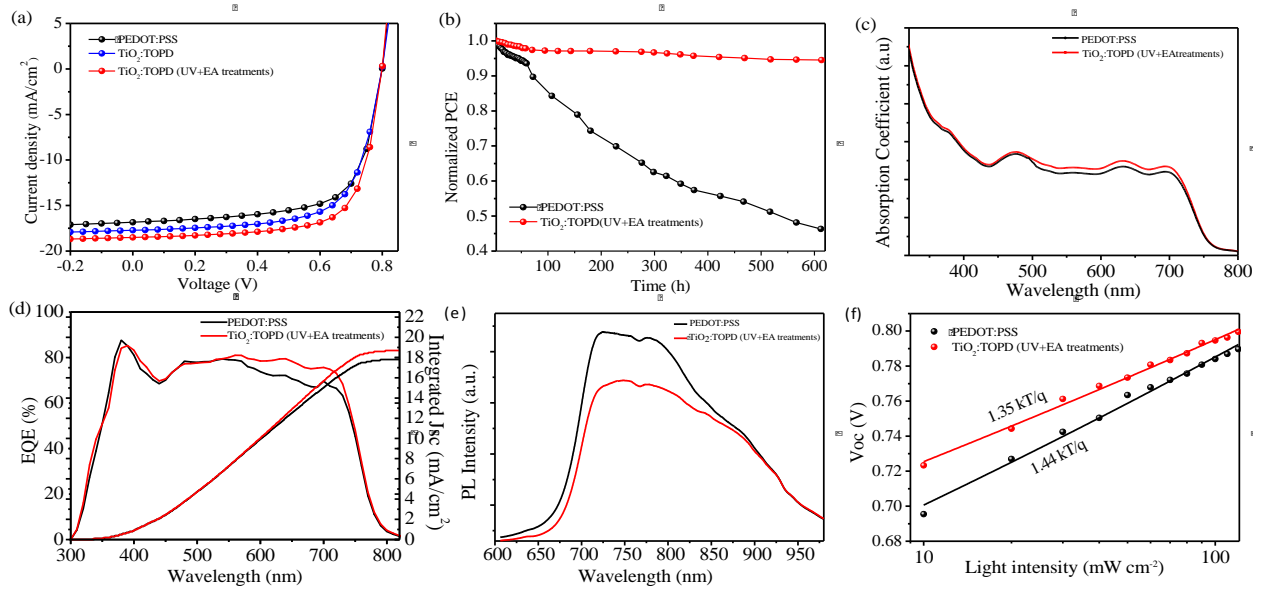 (a)
PEDOT:PSS
TiO2:TOPD
TiO2:TOPD (UV+EA treatments)
Current density (mA/cm2)
5
0
-5
-10
-15
-20
-0.2 0.0 0.2 0.4 0.6 0.8
Voltage (V)
(b)
PEDOT:PSS
TiO2:TOPD(UV+EA treatments)
Normalized PCE
1.0
0.9
0.8
0.7
0.6
0.5
0.4
100 200 300 400 500 600
Time (h)
(c)
PEDOT:PSS
TiO2:TOPD (UV+EAtreatments)
Absorption Coefficient (a.u)
400 500 600 700 800
Wavelength (nm)
(d)
PEDOT:PSS
TiO2:TOPD (UV+EA treatments)
EQE (%)
100
80
60
40
20
0
300 400 500 600 700 800
Wavelength (nm)
22
20
18
16
14
12
10
8
6
4
2
0
Integrated Jsc (mA/cm2)
(e)
PEDOT:PSS
TiO2:TOPD (UV+EA treatments)
PL Intensity (a.u.)
600 650 700 750 800 850 900 950
Wavelength (nm)
(f)
PEDOT:PSS
TiO2:TOPD (UV+EA treatments)
Voc (V)
0.80
0.78
0.76
0.74
0.72
0.70
0.68
1.35 kT/q
1.44 kT/q
10 100
Light intensity (mW cm-2)